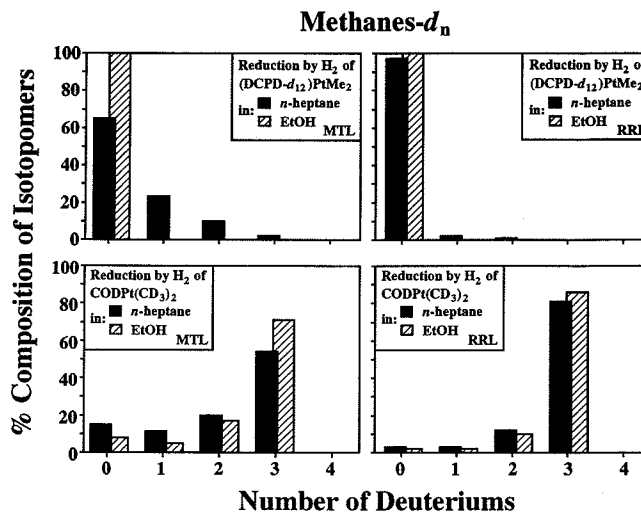 Methanes-dn
% Composition of Isotopomers
100
80
60
40
20
0
Reduction by H2 of
(DCPD-d12)PtMe2
in: n-heptane
EtOH
MTL
Reduction by H2 of
(DCPD-d12)PtMe2
in: n-heptane
EtOH
RRL
100
80
60
40
20
0
Reduction by H2 of
CODPt(CD3)2
in: n-heptane
EtOH
MTL
Reduction by H2 of
CODPt(CD3)2
in: n-heptane
EtOH
RRL
0 1 2 3 4 0 1 2 3 4
Number of Deuteriums